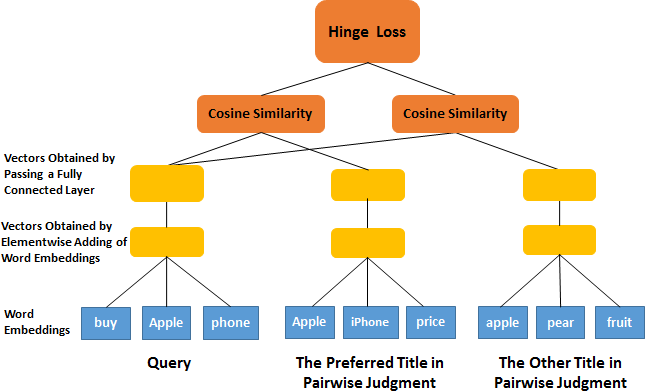 Hinge Loss
Cosine Similarity
Cosine Similarity
Vectors Obtained by
Passing a Fully
Connected Layer
Vectors Obtained by
Elementwise Adding of
Word Embeddings
Word
Embeddings
buy
Apple
phone
Apple
iPhone
price
apple
pear
fruit
Query
The Preferred Title in
Pairwise Judgment
The Other Title in
Pairwise Judgment